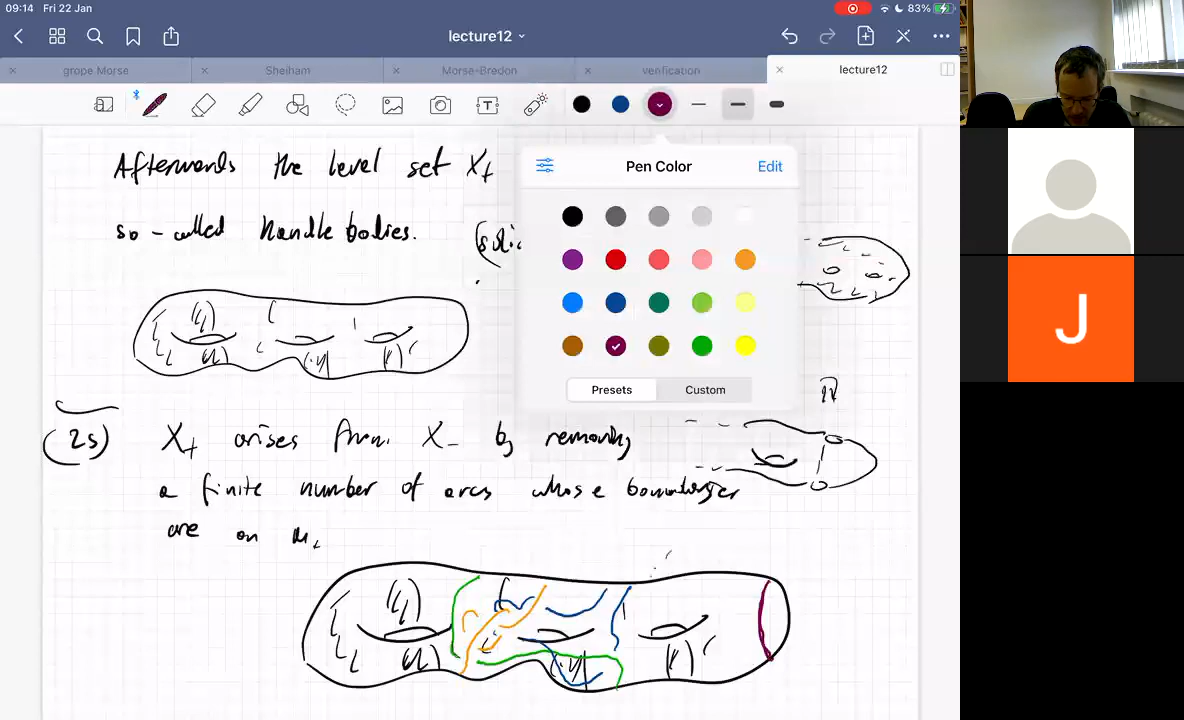 09:14 Fri 22 Jan
83%
lecture12
grope Morse
Sheiham
Morse-Bredon
verification
lecture12
Pen Color
Edit
Presets
Custom
Afterwards the level set X+
so-called handle bodies.
(2s) X+ arises from X- by removing
a finite number of arcs whose boundaries
are on
J